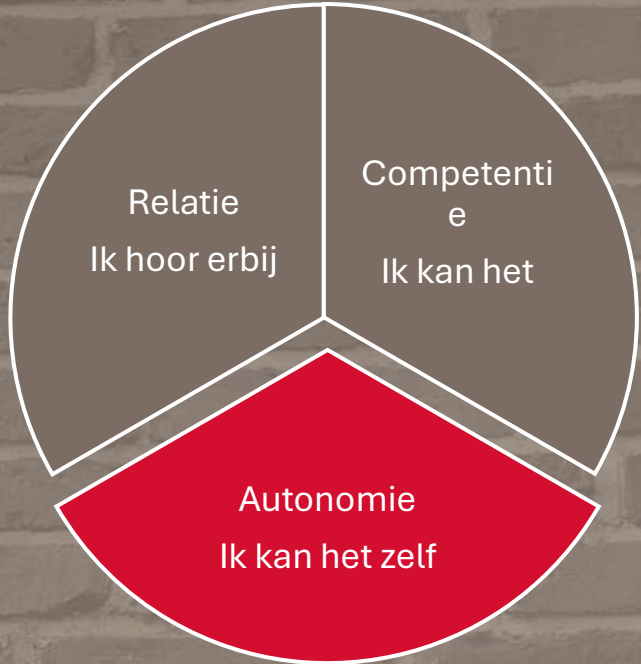 Relatie
Ik hoor erbij
Competenti
e
Ik kan het
Autonomie
Ik kan het zelf